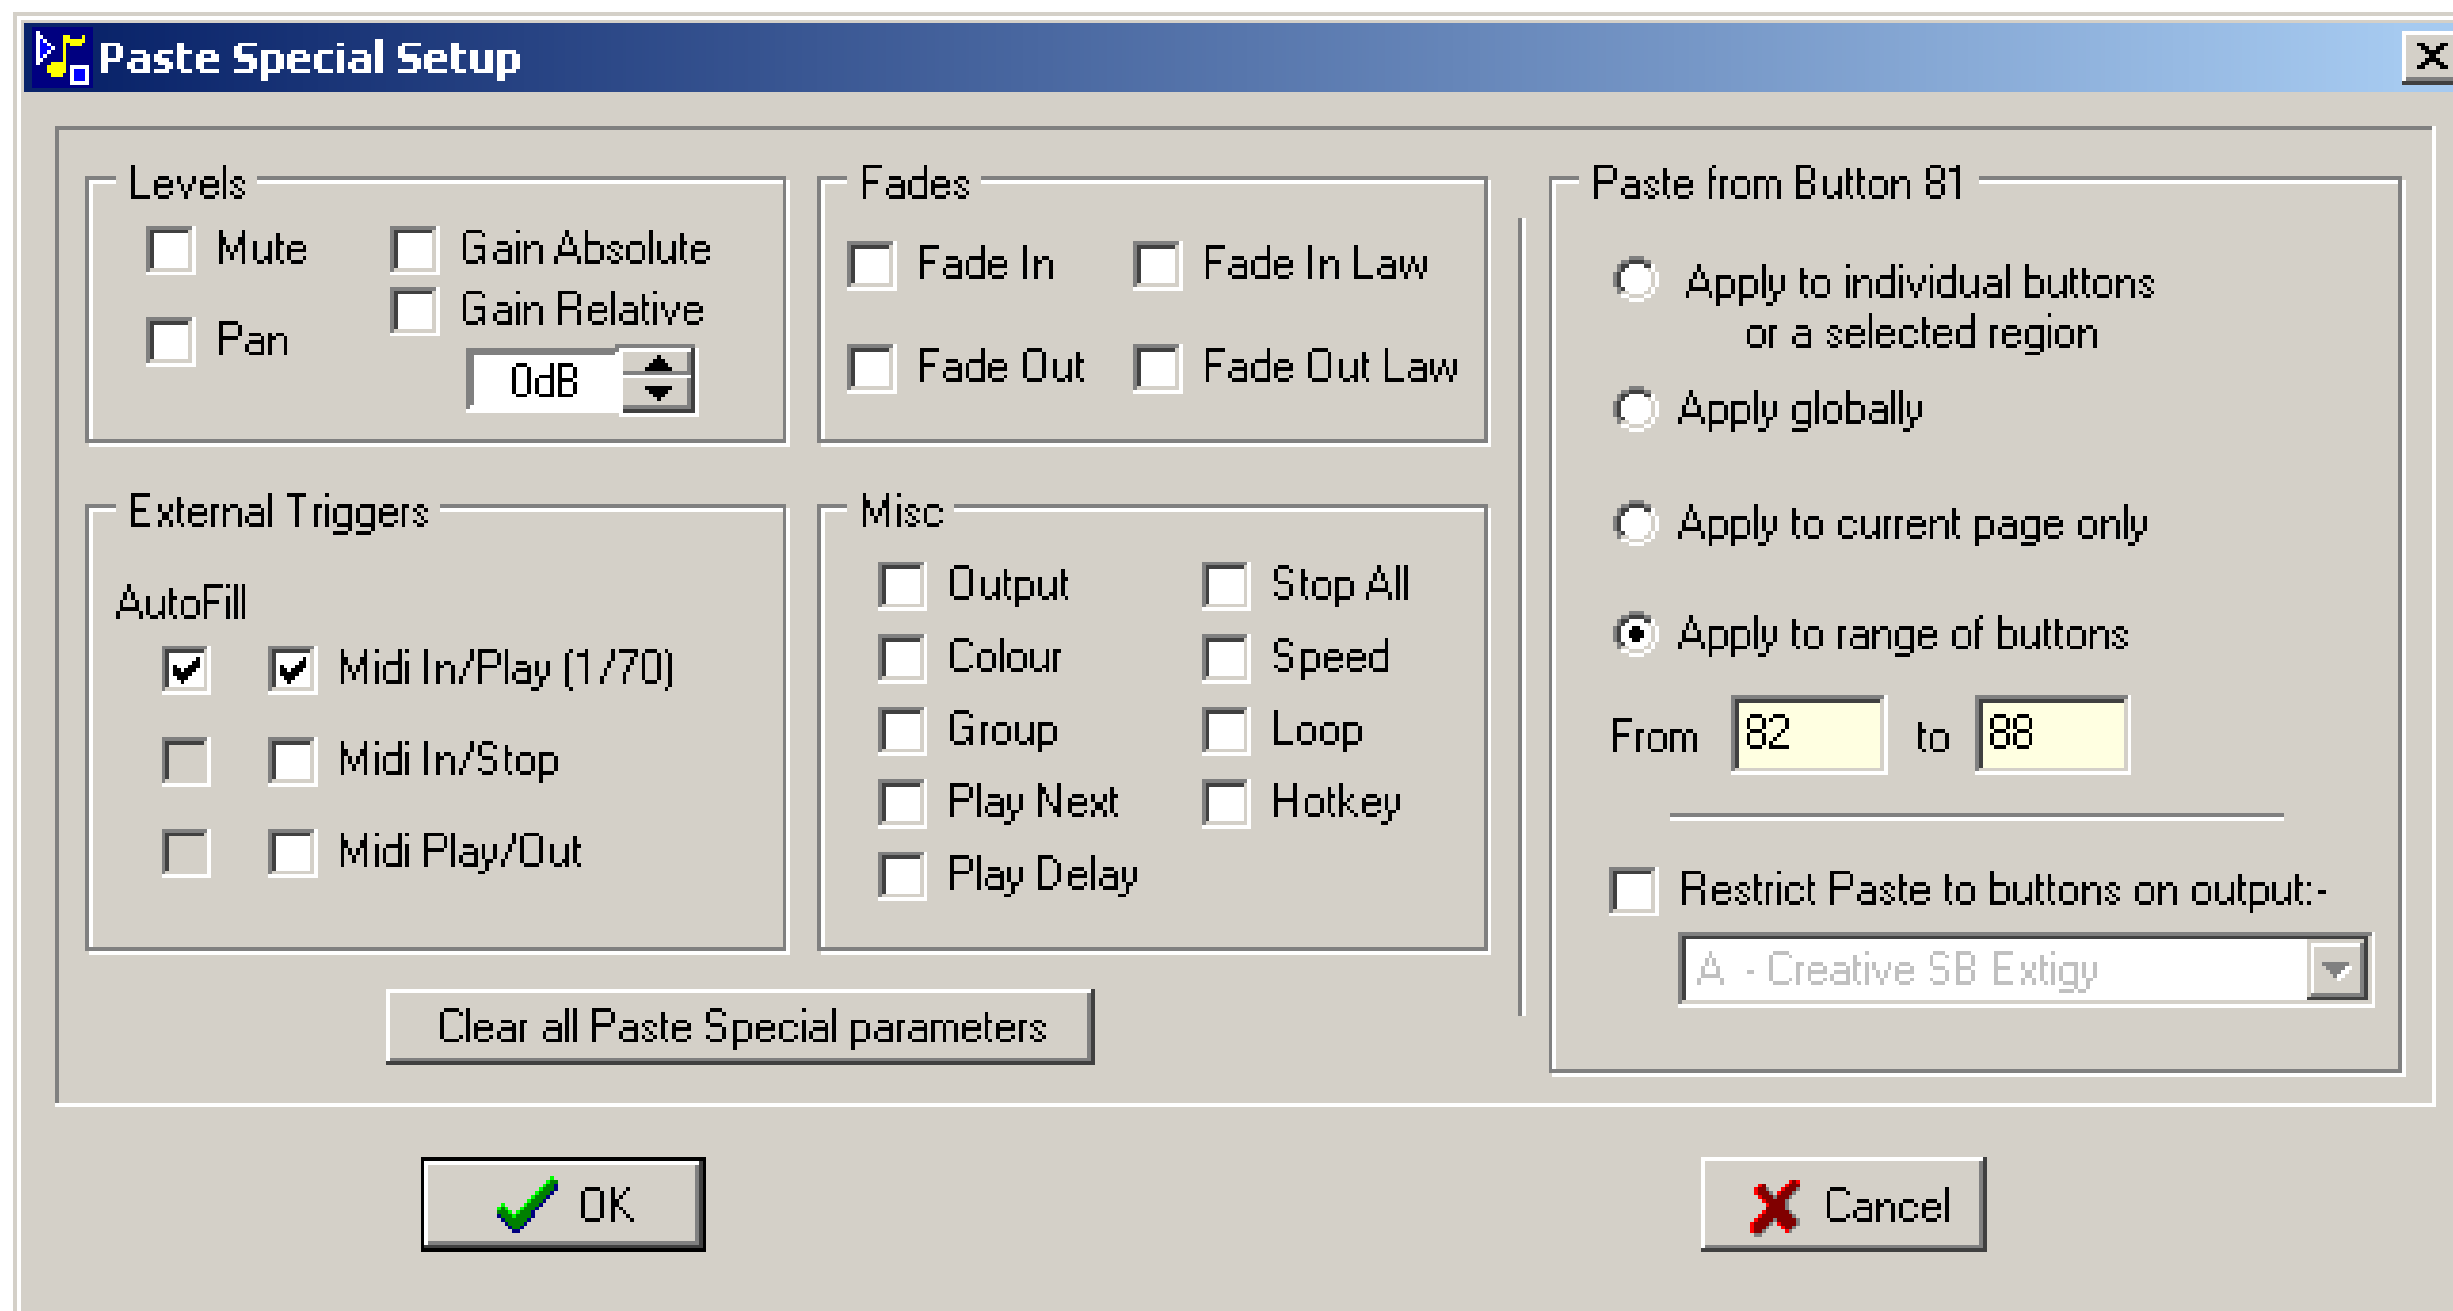 Paste Special Setup
Levels
Mute
Gain Absolute
Gain Relative
Pan
0dB
Fades
Fade In
Fade In Law
Fade Out
Fade Out Law
External Triggers
AutoFill
Midi In/Play (1/70)
Midi In/Stop
Midi Play/Out
Misc
Output
Stop All
Colour
Speed
Group
Loop
Play Next
Hotkey
Play Delay
Clear all Paste Special parameters
Paste from Button 81
Apply to individual buttons
or a selected region
Apply globally
Apply to current page only
Apply to range of buttons
From 82 to 88
Restrict Paste to buttons on output:-
A - Creative SB Extigy
OK
Cancel